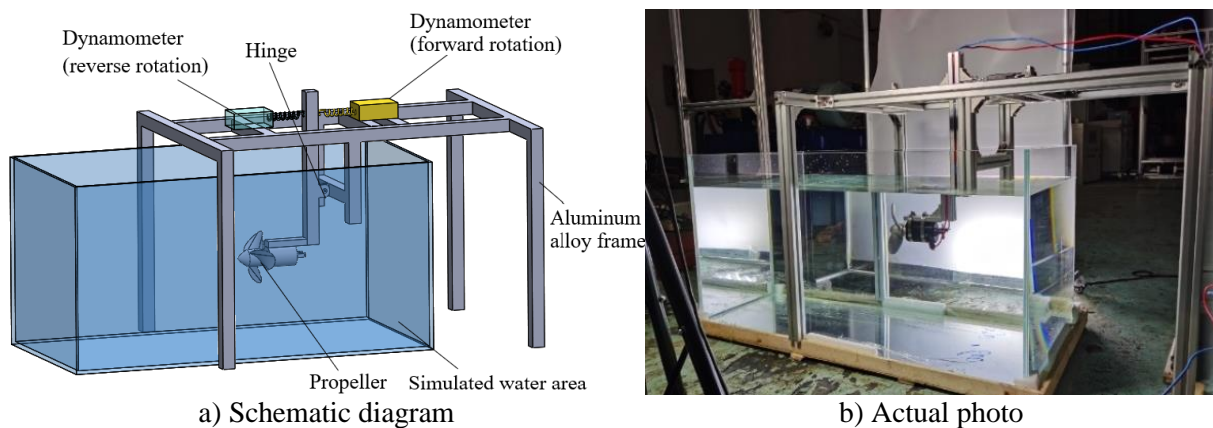 Dynamometer
(reverse rotation)
Hinge
Dynamometer
(forward rotation)
Aluminum
alloy frame
Propeller
Simulated water area
a) Schematic diagram
b) Actual photo